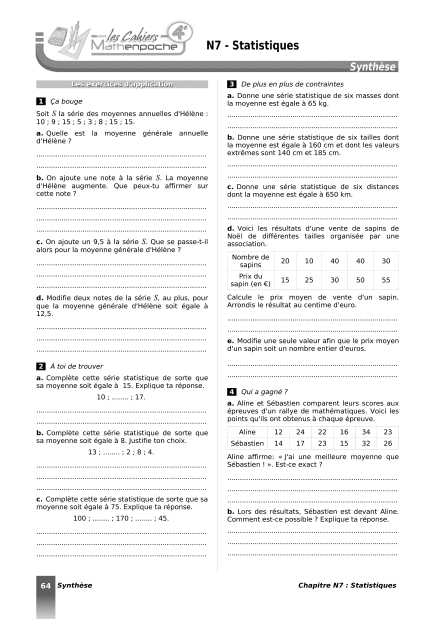 les Cahiers
Mathenpoche
4e
N7 - Statistiques
Synthèse
Les exercices d'application
1 Ça bouge
Soit S la série des moyennes annuelles d'Hélène :
10 ; 9 ; 15 ; 5 ; 3 ; 8 ; 15 ; 15.
a. Quelle est la moyenne générale annuelle
d'Hélène ?
b. On ajoute une note à la série S. La moyenne
d'Hélène augmente. Que peux-tu affirmer sur
cette note ?
c. On ajoute un 9,5 à la série S. Que se passe-t-il
alors pour la moyenne générale d'Hélène ?
d. Modifie deux notes de la série S, au plus, pour
que la moyenne générale d'Hélène soit égale à
12,5.
2 À toi de trouver
a. Complète cette série statistique de sorte que
sa moyenne soit égale à 15. Explique ta réponse.
10 ; ........ ; 17.
b. Complète cette série statistique de sorte que
sa moyenne soit égale à 8. Justifie ton choix.
13 ; ........ ; 2 ; 8 ; 4.
c. Complète cette série statistique de sorte que sa
moyenne soit égale à 75. Explique ta réponse.
100 ; ........ ; 170 ; ........ ; 45.
3 De plus en plus de contraintes
a. Donne une série statistique de six masses dont
la moyenne est égale à 65 kg.
b. Donne une série statistique de six tailles dont
la moyenne est égale à 160 cm et dont les valeurs
extrêmes sont 140 cm et 185 cm.
c. Donne une série statistique de six distances
dont la moyenne est égale à 650 km.
d. Voici les résultats d'une vente de sapins de
Noël de différentes tailles organisée par une
association.
Nombre de sapins 20 10 40 40 30
Prix du sapin (en €) 15 25 30 50 55
Calcule le prix moyen de vente d'un sapin.
Arrondis le résultat au centime d'euro.
e. Modifie une seule valeur afin que le prix moyen
d'un sapin soit un nombre entier d'euros.
4 Qui a gagné ?
a. Aline et Sébastien comparent leurs scores aux
épreuves d'un rallye de mathématiques. Voici les
points qu'ils ont obtenus à chaque épreuve.
Aline 12 24 22 16 34 23
Sébastien 14 17 23 15 32 26
Aline affirme: « J'ai une meilleure moyenne que
Sébastien ! ». Est-ce exact ?
b. Lors des résultats, Sébastien est devant Aline.
Comment est-ce possible ? Explique ta réponse.
64 Synthèse
Chapitre N7 : Statistiques